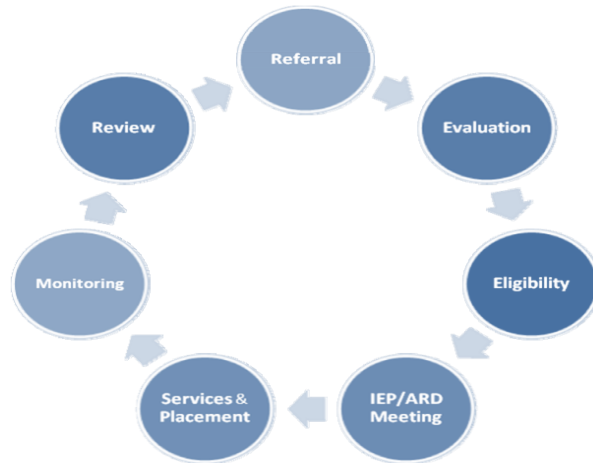 Referral
Evaluation
Eligibility
IEP/ARD
Meeting
Services &
Placement
Monitoring
Review